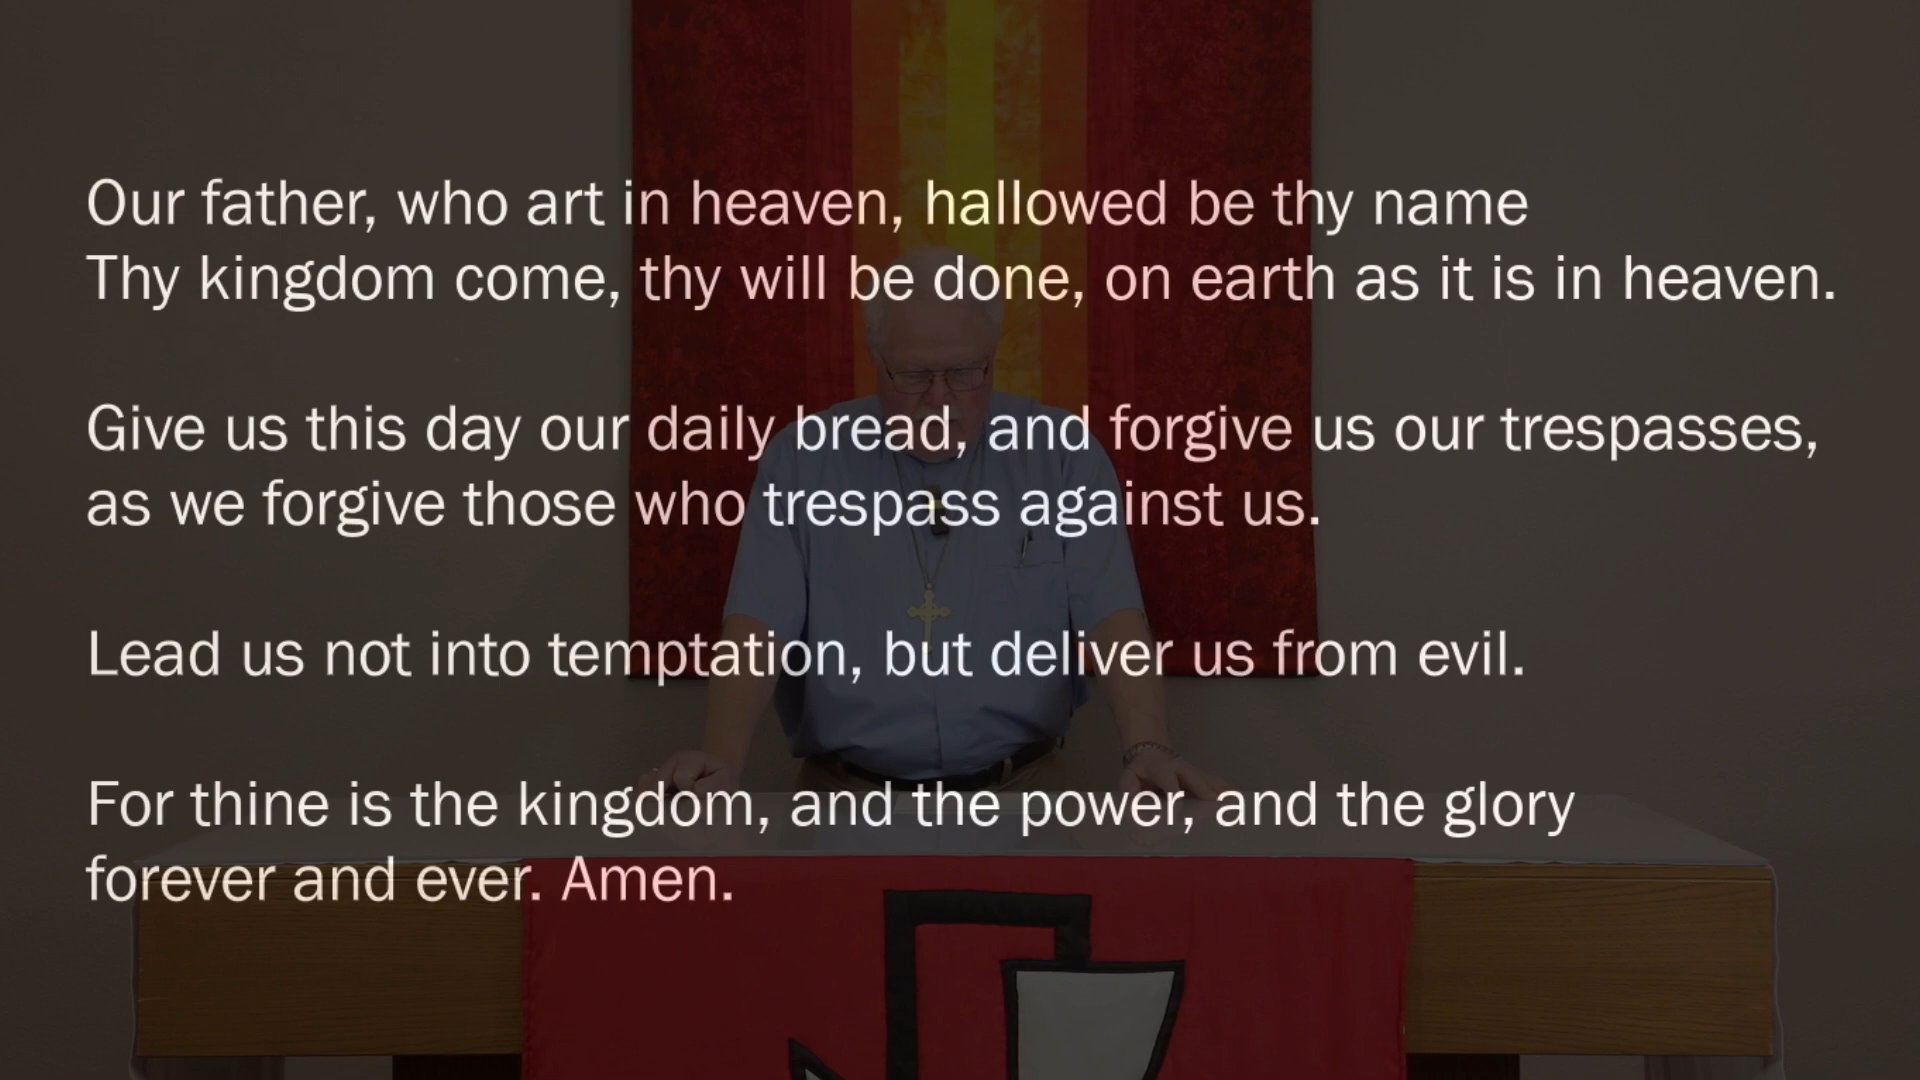 Our father, who art in heaven, hallowed be thy name
Thy kingdom come, thy will be done, on earth as it is in heaven.
Give us this day our daily bread, and forgive us our trespasses,
as we forgive those who trespass against us.
Lead us not into temptation, but deliver us from evil.
For thine is the kingdom, and the power, and the glory
forever and ever. Amen.